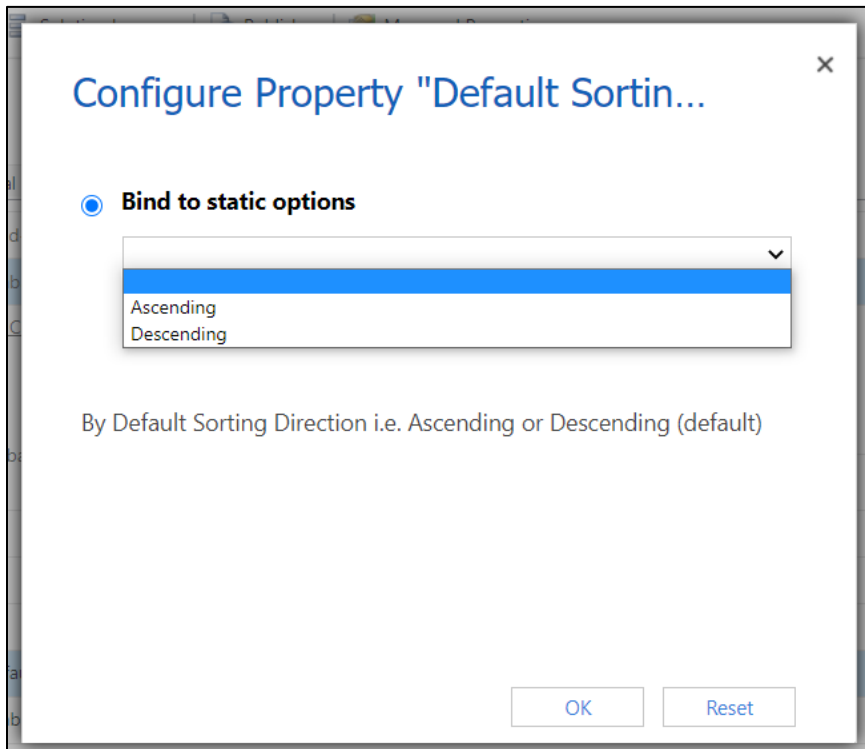 Configure Property "Default Sortin...
Bind to static options
Ascending
Descending
By Default Sorting Direction i.e. Ascending or Descending (default)
OK
Reset